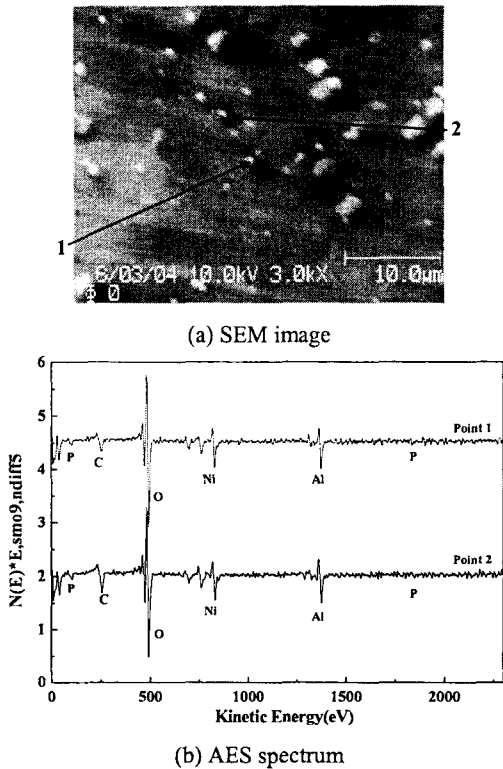 2
1
6/03/04 10.0kV 3.0kX 10.0μm
Φ 0
(a) SEM image
6
5
4
3
2
1
0
N(E)*E,smo9,ndiff5
Point 1
P
C
O
Ni
Al
P
Point 2
P
C
O
Ni
Al
P
0 500 1000 1500 2000
Kinetic Energy(eV)
(b) AES spectrum